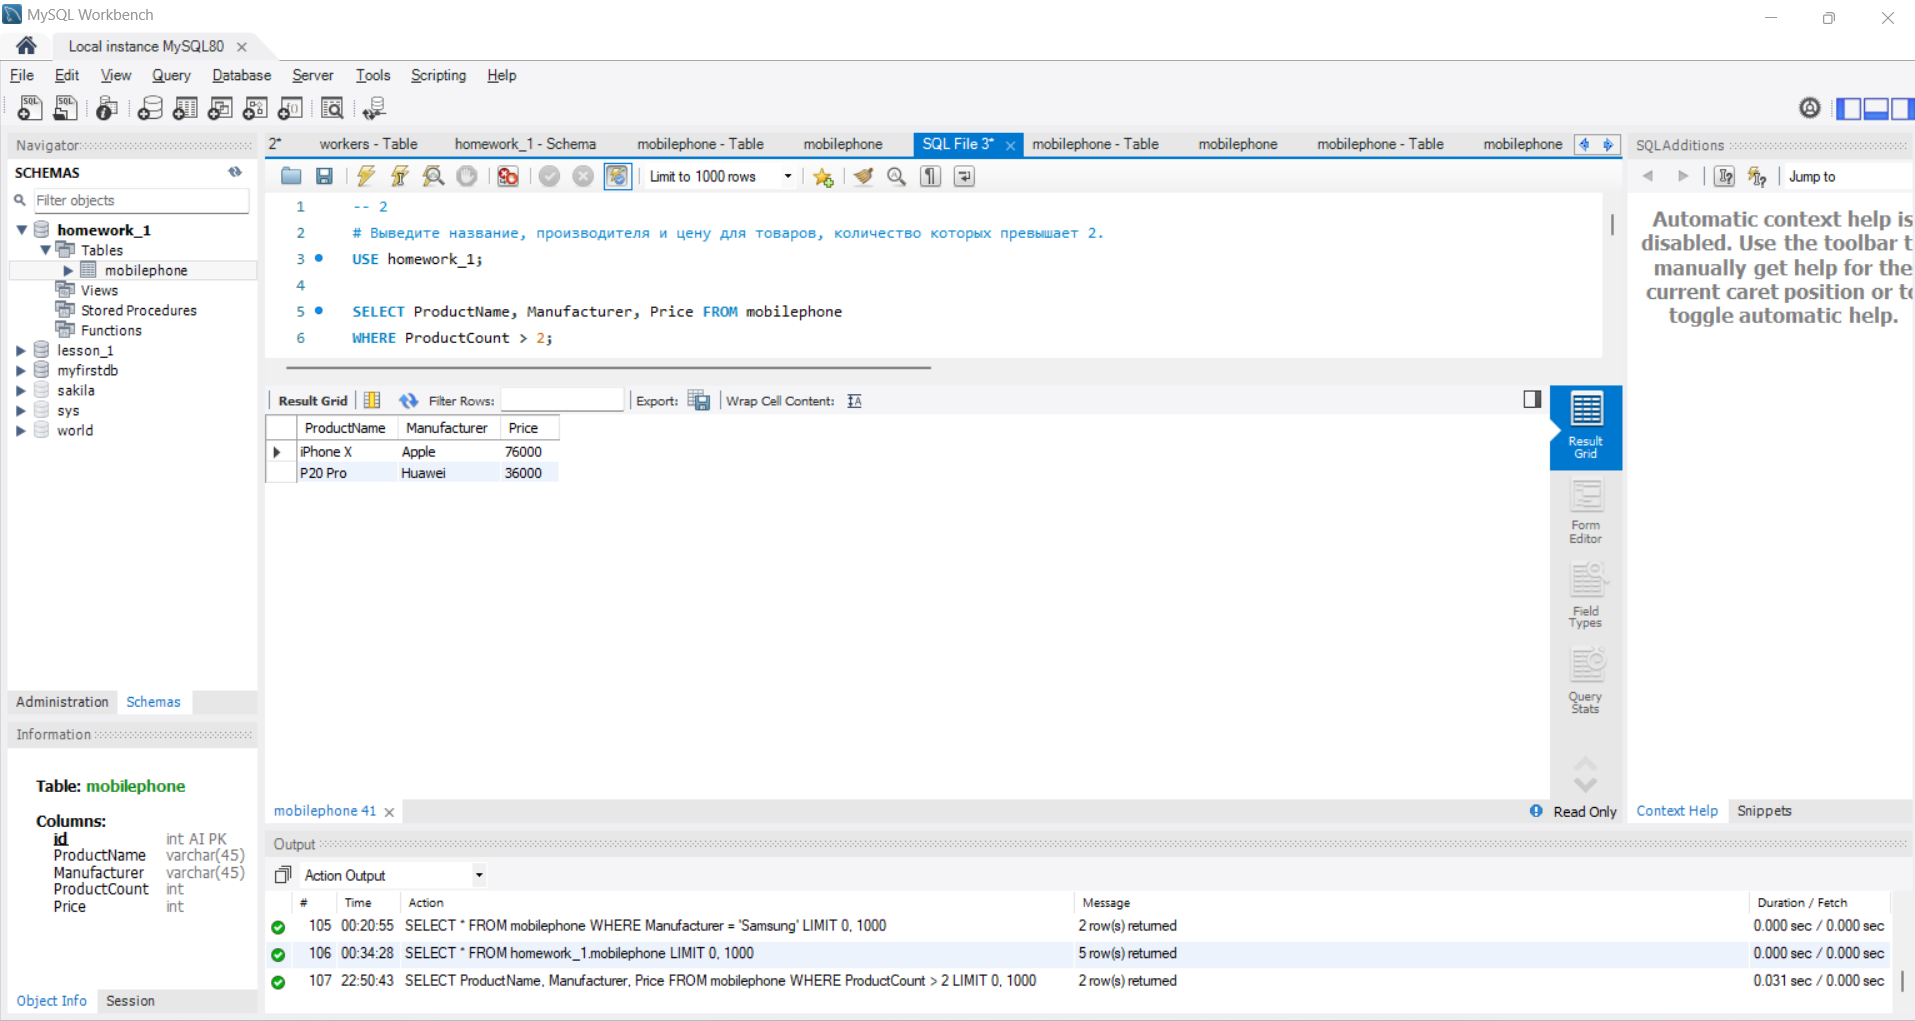 MySQL Workbench
Local instance MySQL80
File Edit View Query Database Server Tools Scripting Help
Navigator
SCHEMAS
Filter objects
homework_1
Tables
mobilephone
Views
Stored Procedures
Functions
lesson_1
myfirstdb
sakila
sys
world
Administration Schemas
Information
Table: mobilephone
Columns:
id int AI PK
ProductName varchar(45)
Manufacturer varchar(45)
ProductCount int
Price int
Object Info Session
2* workers - Table homework_1 - Schema mobilephone - Table mobilephone SQL File 3* mobilephone - Table mobilephone mobilephone - Table mobilephone
Limit to 1000 rows
1 -- 2
2 # Выведите название, производителя и цену для товаров, количество которых превышает 2.
3 USE homework_1;
4
5 SELECT ProductName, Manufacturer, Price FROM mobilephone
6 WHERE ProductCount > 2;
Result Grid Filter Rows: Export: Wrap Cell Content:
ProductName Manufacturer Price
iPhone X Apple 76000
P20 Pro Huawei 36000
Result Grid
Form Editor
Field Types
Query Stats
mobilephone 41
Read Only
SQLAdditions
Jump to
Automatic context help is
disabled. Use the toolbar t
manually get help for the
current caret position or to
toggle automatic help.
Context Help Snippets
Output
Action Output
# Time Action Message Duration / Fetch
105 00:20:55 SELECT * FROM mobilephone WHERE Manufacturer = 'Samsung' LIMIT 0, 1000 2 row(s) returned 0.000 sec / 0.000 sec
106 00:34:28 SELECT * FROM homework_1.mobilephone LIMIT 0, 1000 5 row(s) returned 0.000 sec / 0.000 sec
107 22:50:43 SELECT ProductName, Manufacturer, Price FROM mobilephone WHERE ProductCount > 2 LIMIT 0, 1000 2 row(s) returned 0.031 sec / 0.000 sec